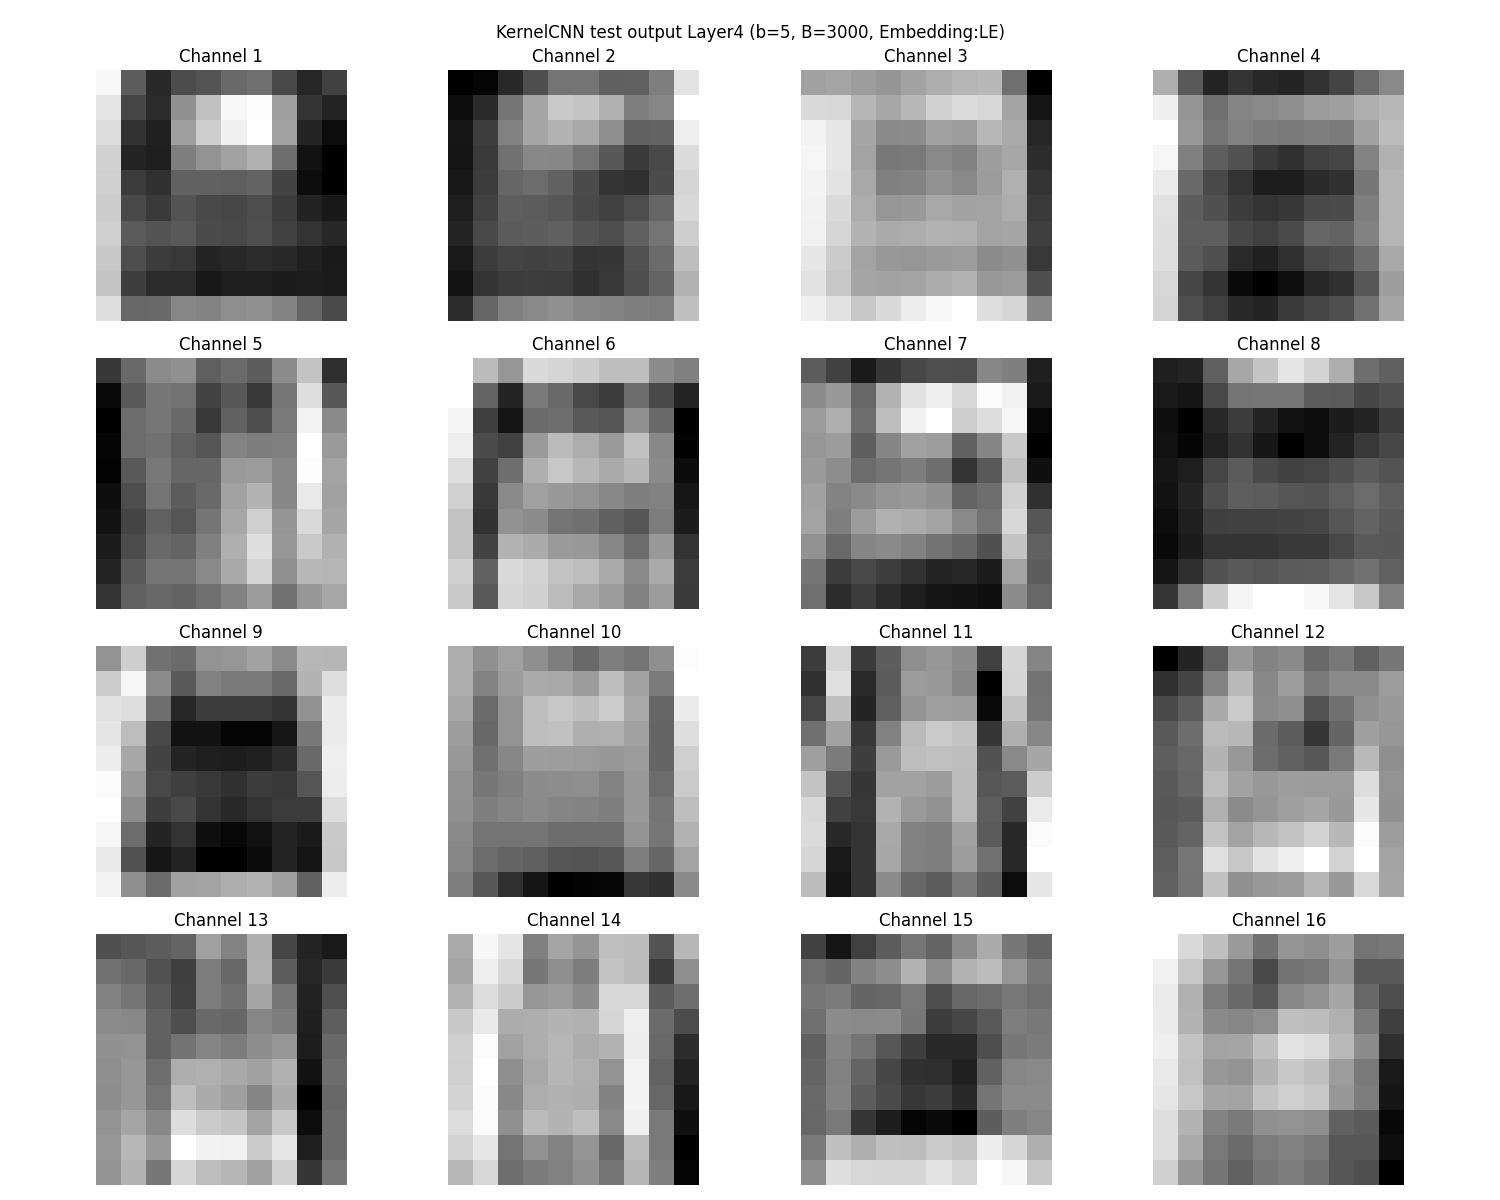 KernelCNN test output Layer4 (b=5, B=3000, Embedding:LE)
Channel 1
Channel 2
Channel 3
Channel 4
Channel 5
Channel 6
Channel 7
Channel 8
Channel 9
Channel 10
Channel 11
Channel 12
Channel 13
Channel 14
Channel 15
Channel 16